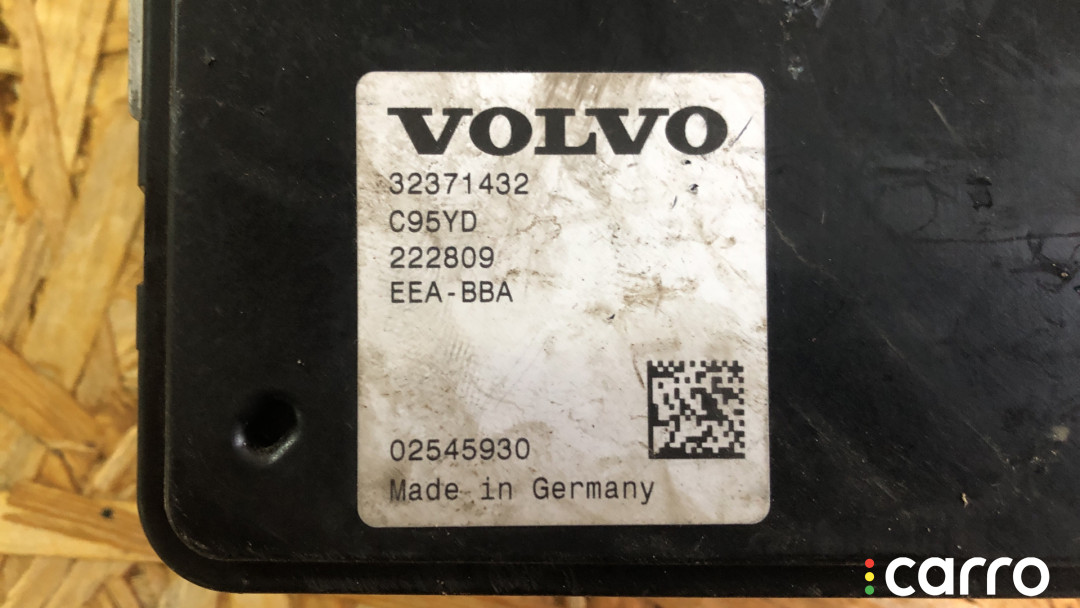 VOLVO
32371432
C95YD
222809
EEA-BBA
02545930
Made in Germany
carro